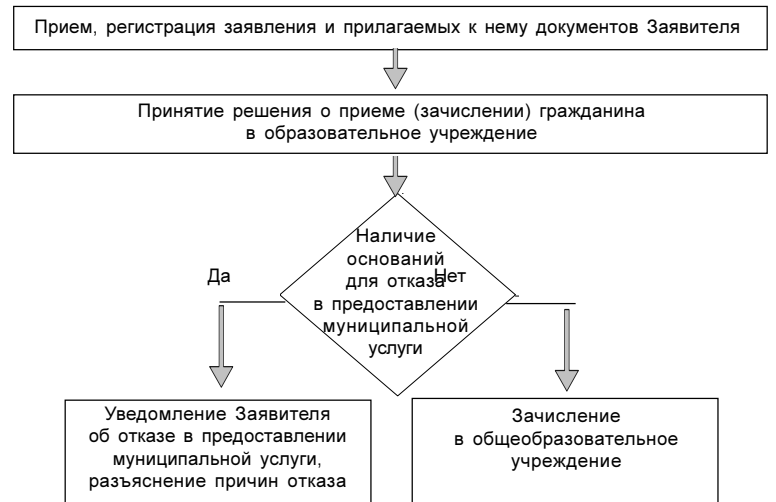 Прием, регистрация заявления и прилагаемых к нему документов Заявителя
Принятие решения о приеме (зачислении) гражданина
в образовательное учреждение
Наличие
оснований
для отказа
в предоставлении
муниципальной
услуги
Да
Нет
Уведомление Заявителя
об отказе в предоставлении
муниципальной услуги,
разъяснение причин отказа
Зачисление
в общеобразовательное
учреждение